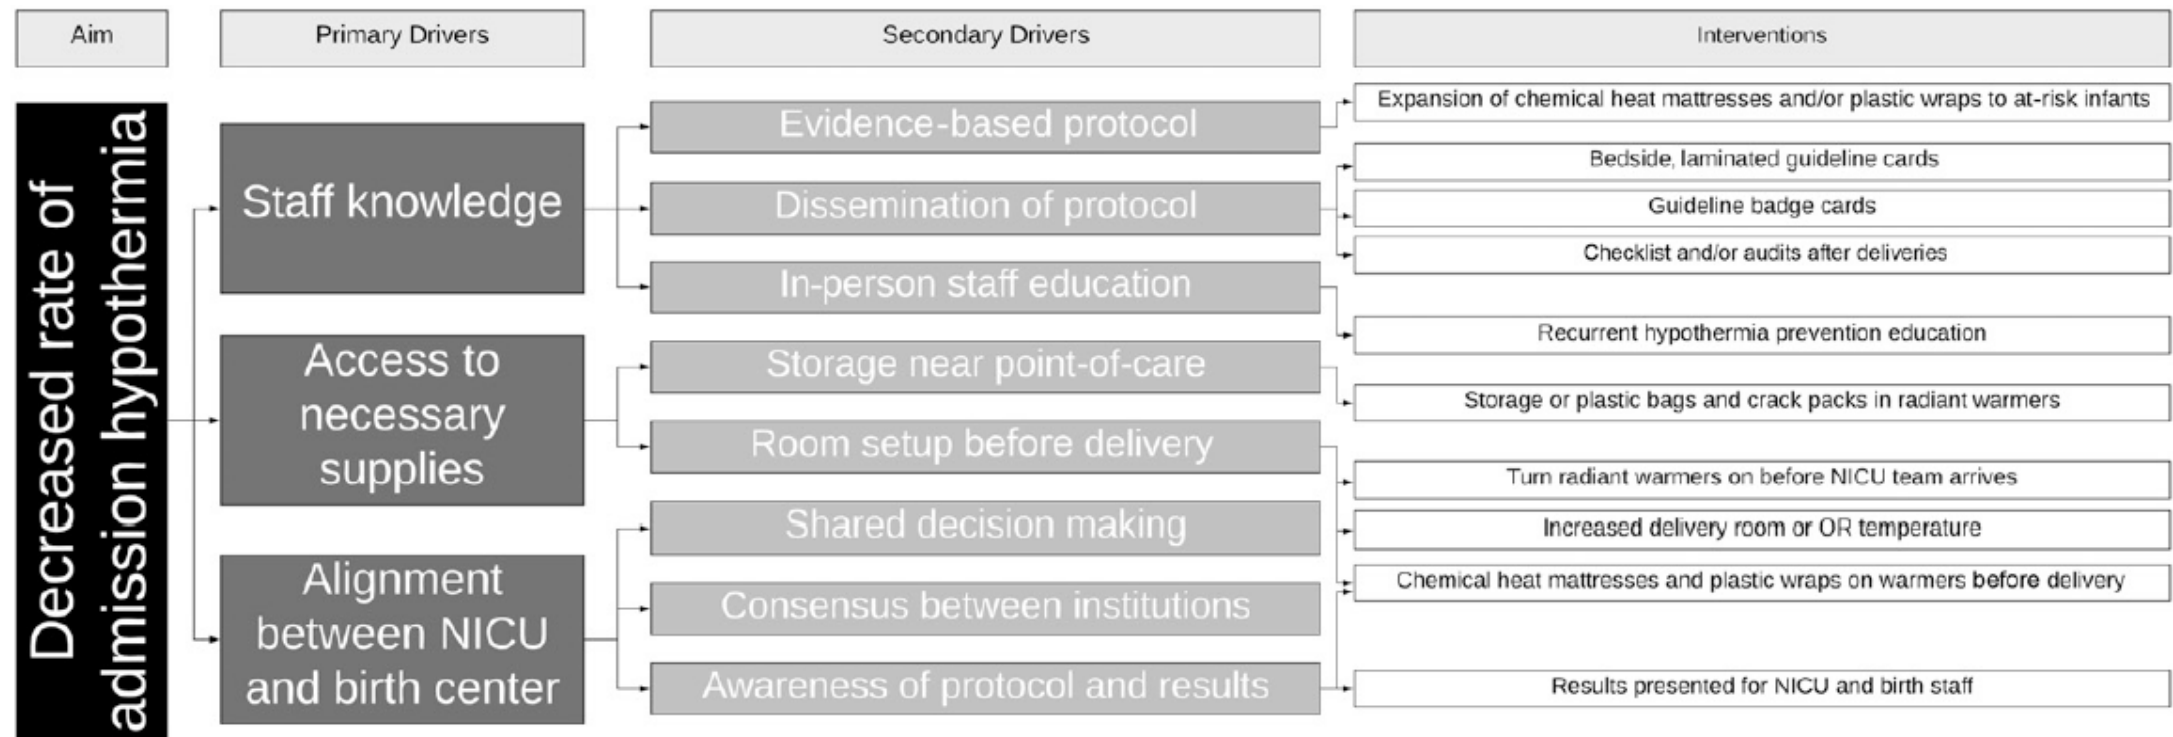 Aim
Primary Drivers
Secondary Drivers
Interventions
Decreased rate of
admission hypothermia
Staff knowledge
Access to
necessary
supplies
Alignment
between NICU
and birth center
Evidence-based protocol
Dissemination of protocol
In-person staff education
Storage near point-of-care
Room setup before delivery
Shared decision making
Consensus between institutions
Awareness of protocol and results
Expansion of chemical heat mattresses and/or plastic wraps to at-risk infants
Bedside, laminated guideline cards
Guideline badge cards
Checklist and/or audits after deliveries
Recurrent hypothermia prevention education
Storage or plastic bags and crack packs in radiant warmers
Turn radiant warmers on before NICU team arrives
Increased delivery room or OR temperature
Chemical heat mattresses and plastic wraps on warmers before delivery
Results presented for NICU and birth staff